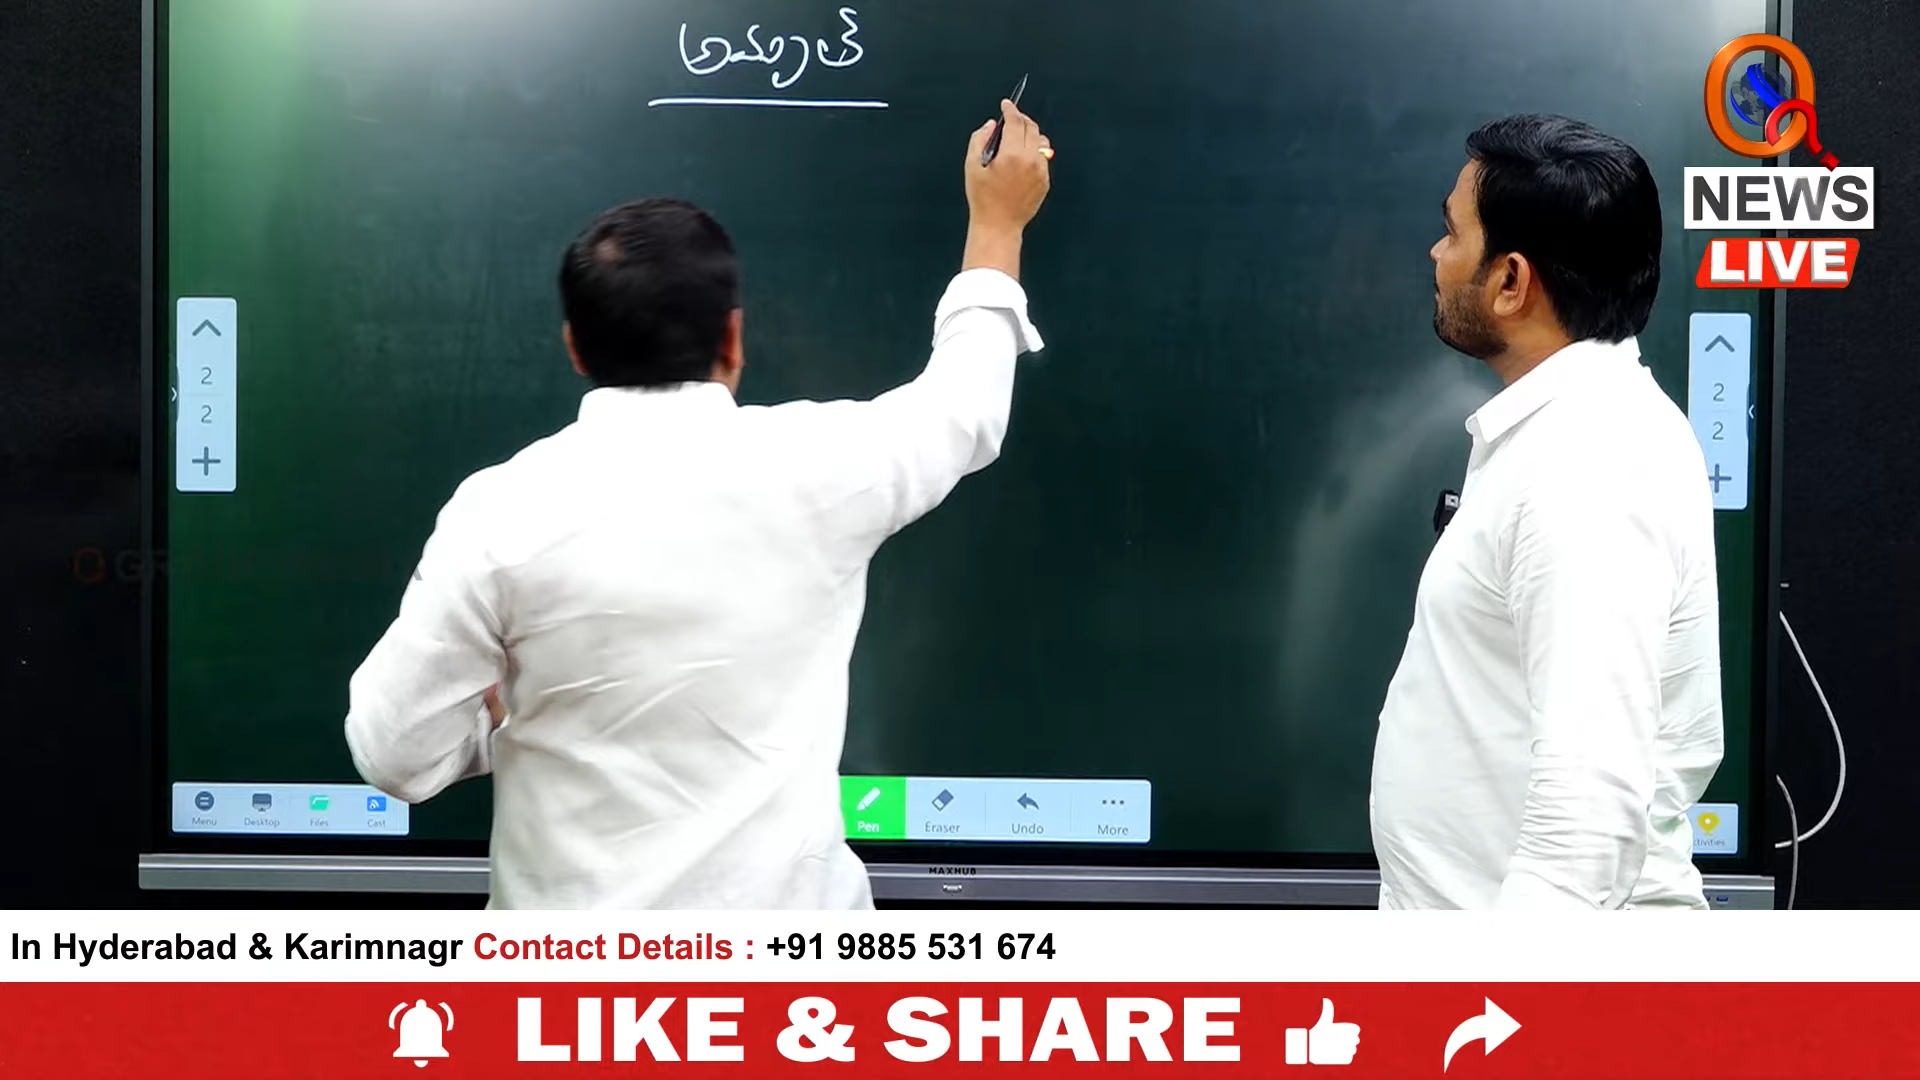 అమృత
Q
NEWS
LIVE
2
2
2
2
Menu
Desktop
Files
Cast
Pen
Eraser
Undo
More
MAXHUB
In Hyderabad & Karimnagr Contact Details : +91 9885 531 674
LIKE & SHARE